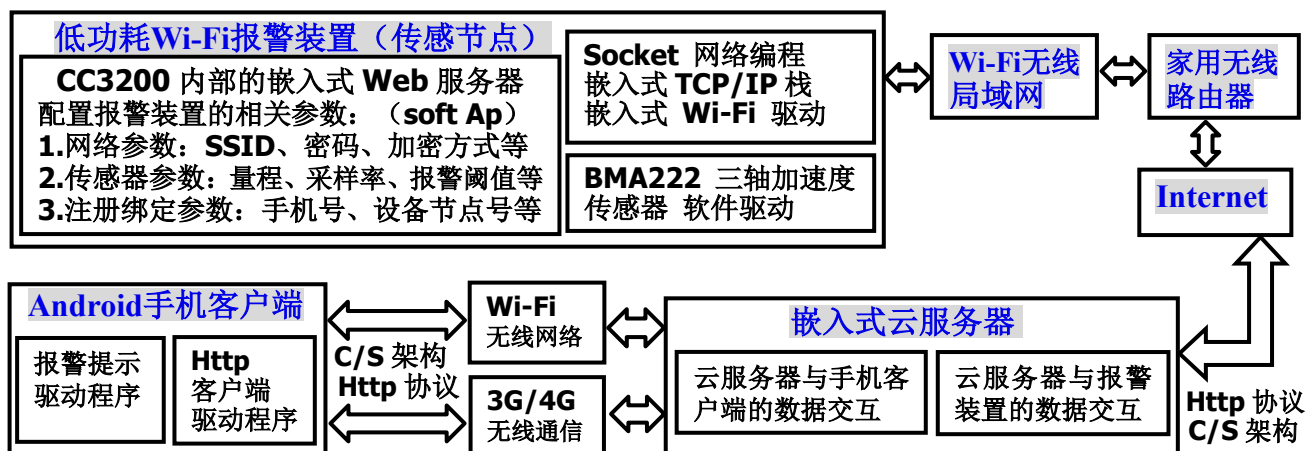 低功耗Wi-Fi报警装置（传感节点）
CC3200 内部的嵌入式 Web 服务器
配置报警装置的相关参数：（soft Ap）
1.网络参数：SSID、密码、加密方式等
2.传感器参数：量程、采样率、报警阈值等
3.注册绑定参数：手机号、设备节点号等
Socket 网络编程
嵌入式 TCP/IP 栈
嵌入式 Wi-Fi 驱动
BMA222 三轴加速度
传感器 软件驱动
Wi-Fi无线
局域网
家用无线
路由器
Internet
Android手机客户端
报警提示
驱动程序
Http
客户端
驱动程序
C/S 架构
Http 协议
Wi-Fi
无线网络
3G/4G
无线通信
嵌入式云服务器
云服务器与手机客
户端的数据交互
云服务器与报警
装置的数据交互
Http 协议
C/S 架构